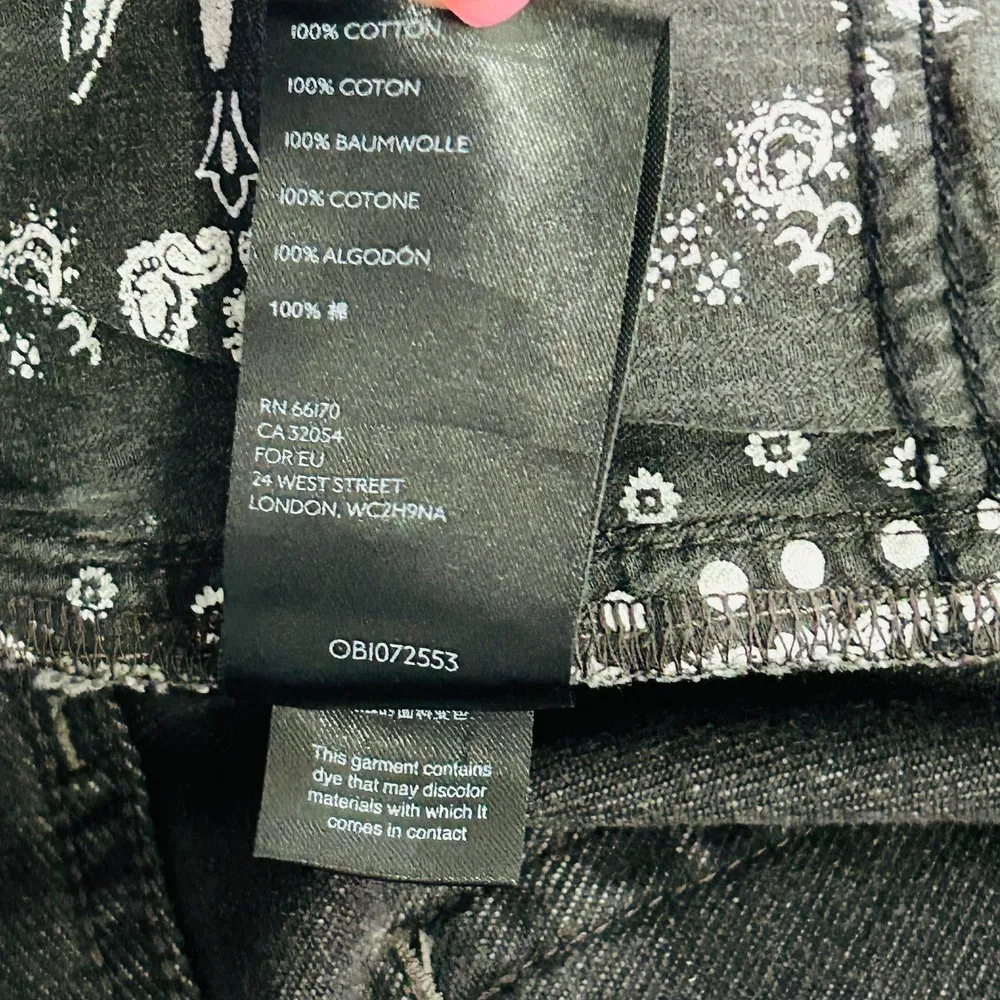 100% COTTON
100% COTON
100% BAUMWOLLE
100% COTONE
100% ALGODÓN
100% 棉
RN 66170
CA 32054
FOR EU
24 WEST STREET
LONDON, WC2H9NA
OB1072553
This garment contains
dye that may discolor
materials with which it
comes in contact